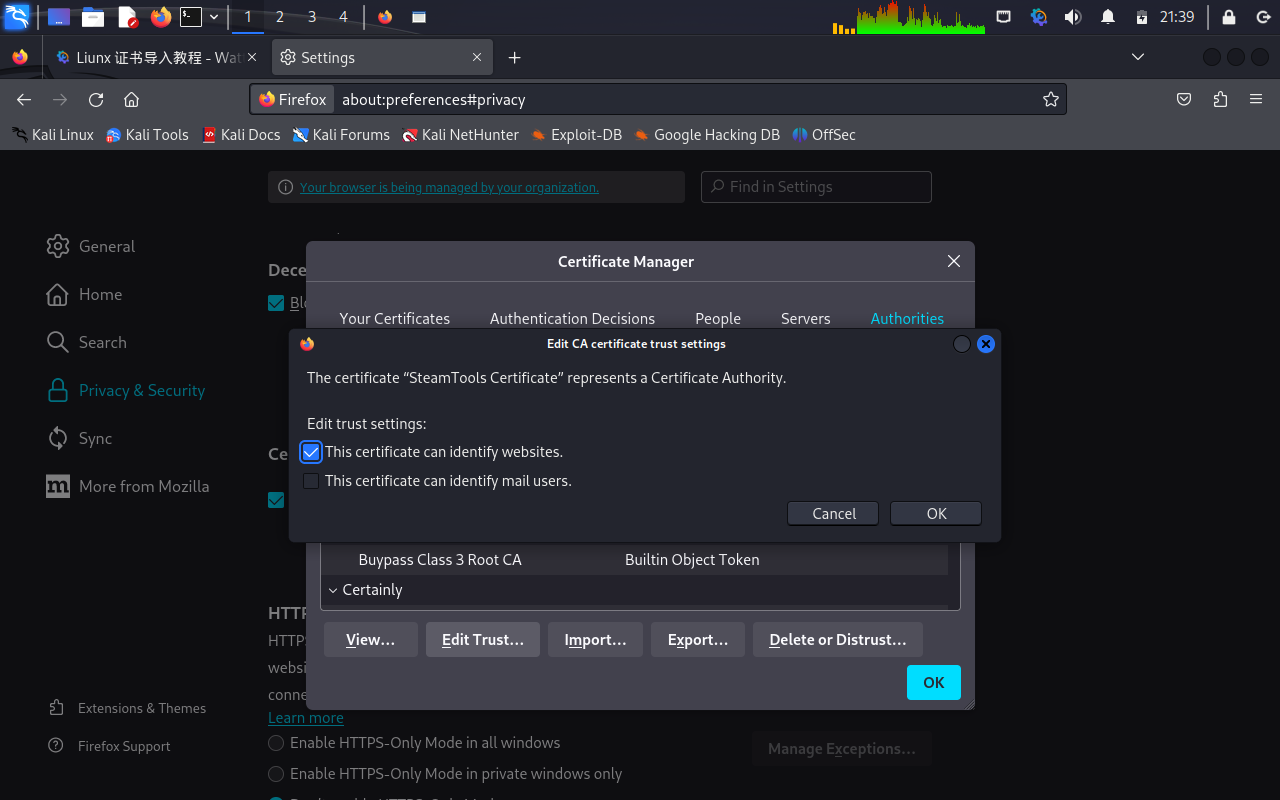 1 2 3 4 21:39
Liunx 证书导入教程 - Wat
Settings
Firefox about:preferences#privacy
Kali Linux Kali Tools Kali Docs Kali Forums Kali NetHunter Exploit-DB Google Hacking DB OffSec
Your browser is being managed by your organization.
Find in Settings
General
Home
Search
Privacy & Security
Sync
More from Mozilla
Extensions & Themes
Firefox Support
Dece
Blo
Ce
Certificate Manager
Your Certificates Authentication Decisions People Servers Authorities
Edit CA certificate trust settings
The certificate “SteamTools Certificate” represents a Certificate Authority.
Edit trust settings:
This certificate can identify websites.
This certificate can identify mail users.
Cancel OK
Buypass Class 3 Root CA Builtin Object Token
Certainly
View… Edit Trust… Import… Export… Delete or Distrust…
OK
HTTP
HTTPS
websi
conne
Learn more
Enable HTTPS-Only Mode in all windows
Manage Exceptions…
Enable HTTPS-Only Mode in private windows only